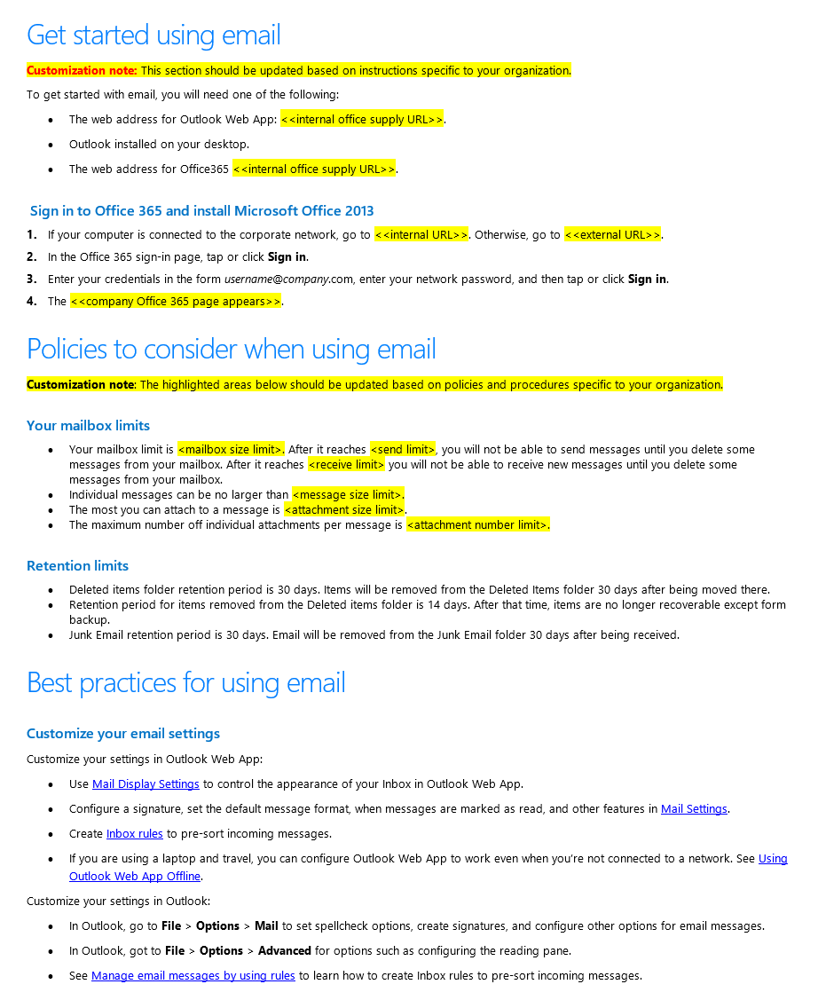 Get started using email
Customization note: This section should be updated based on instructions specific to your organization.
To get started with email, you will need one of the following:
• The web address for Outlook Web App: <<internal office supply URL>>.
• Outlook installed on your desktop.
• The web address for Office365 <<internal office supply URL>>.
Sign in to Office 365 and install Microsoft Office 2013
1. If your computer is connected to the corporate network, go to <<internal URL>>. Otherwise, go to <<external URL>>.
2. In the Office 365 sign-in page, tap or click Sign in.
3. Enter your credentials in the form username@company.com, enter your network password, and then tap or click Sign in.
4. The <<company Office 365 page appears>>.
Policies to consider when using email
Customization note: The highlighted areas below should be updated based on policies and procedures specific to your organization.
Your mailbox limits
• Your mailbox limit is <mailbox size limit>. After it reaches <send limit>, you will not be able to send messages until you delete some
messages from your mailbox. After it reaches <receive limit> you will not be able to receive new messages until you delete some
messages from your mailbox.
• Individual messages can be no larger than <message size limit>.
• The most you can attach to a message is <attachment size limit>.
• The maximum number off individual attachments per message is <attachment number limit>.
Retention limits
• Deleted items folder retention period is 30 days. Items will be removed from the Deleted Items folder 30 days after being moved there.
• Retention period for items removed from the Deleted items folder is 14 days. After that time, items are no longer recoverable except form
backup.
• Junk Email retention period is 30 days. Email will be removed from the Junk Email folder 30 days after being received.
Best practices for using email
Customize your email settings
Customize your settings in Outlook Web App:
• Use Mail Display Settings to control the appearance of your Inbox in Outlook Web App.
• Configure a signature, set the default message format, when messages are marked as read, and other features in Mail Settings.
• Create Inbox rules to pre-sort incoming messages.
• If you are using a laptop and travel, you can configure Outlook Web App to work even when you're not connected to a network. See Using
Outlook Web App Offline.
Customize your settings in Outlook:
• In Outlook, go to File > Options > Mail to set spellcheck options, create signatures, and configure other options for email messages.
• In Outlook, got to File > Options > Advanced for options such as configuring the reading pane.
• See Manage email messages by using rules to learn how to create Inbox rules to pre-sort incoming messages.